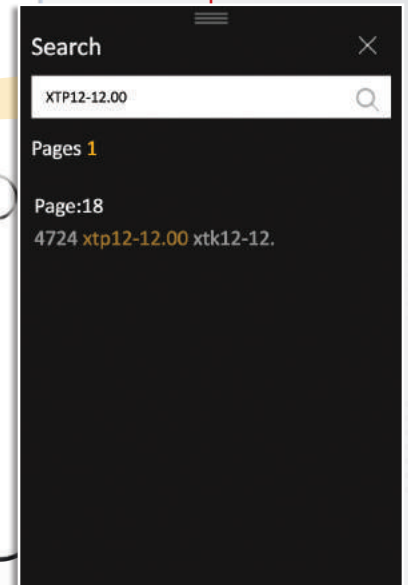 Search
XTP12-12.00
Pages 1
Page:18
4724 xtp12-12.00 xtk12-12.